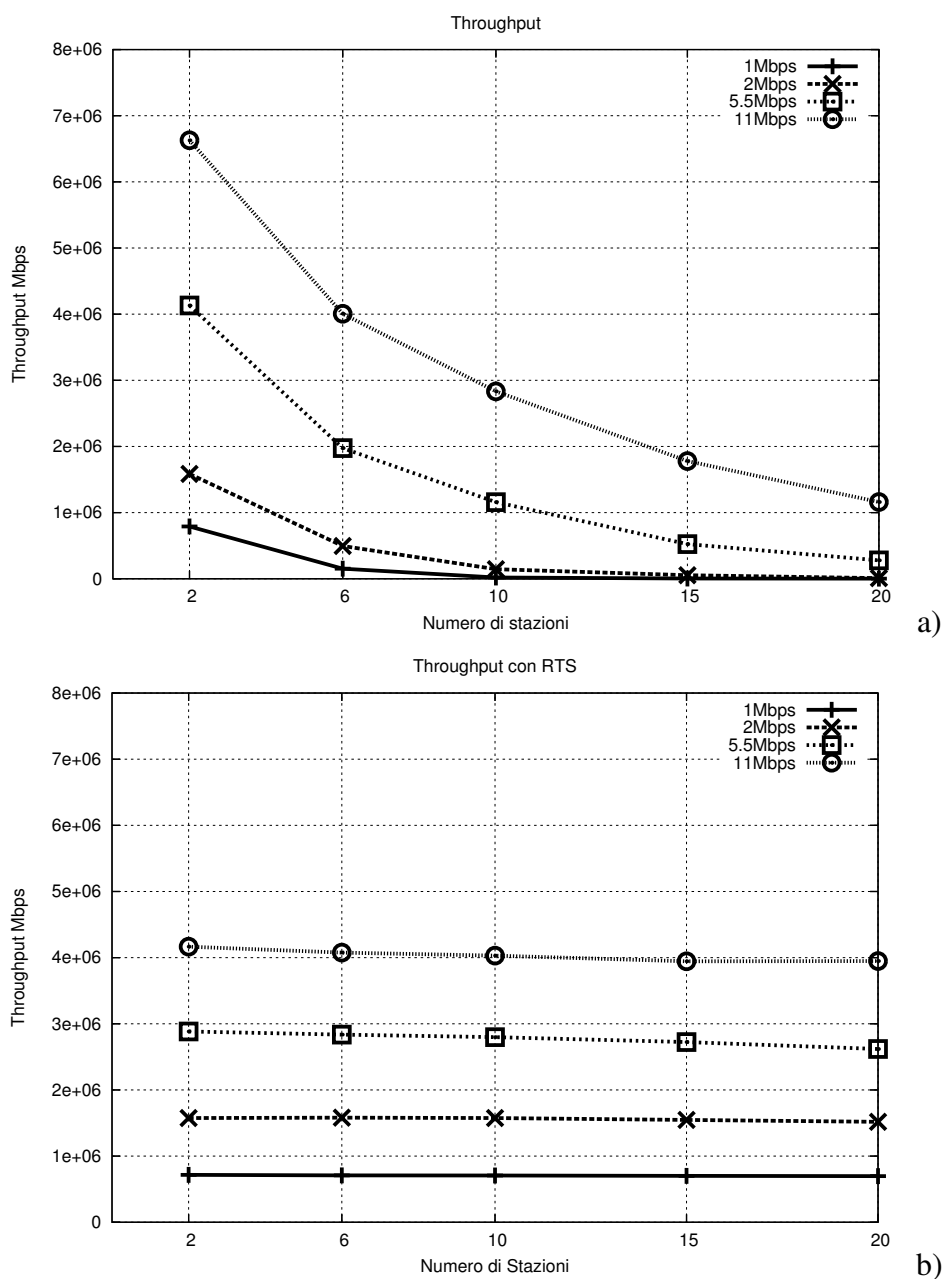 Throughput
8e+06
7e+06
6e+06
5e+06
4e+06
3e+06
2e+06
1e+06
0
Throughput Mbps
1Mbps
2Mbps
5.5Mbps
11Mbps
2 6 10 15 20
Numero di stazioni
a)
Throughput con RTS
8e+06
7e+06
6e+06
5e+06
4e+06
3e+06
2e+06
1e+06
0
Throughput Mbps
1Mbps
2Mbps
5.5Mbps
11Mbps
2 6 10 15 20
Numero di Stazioni
b)